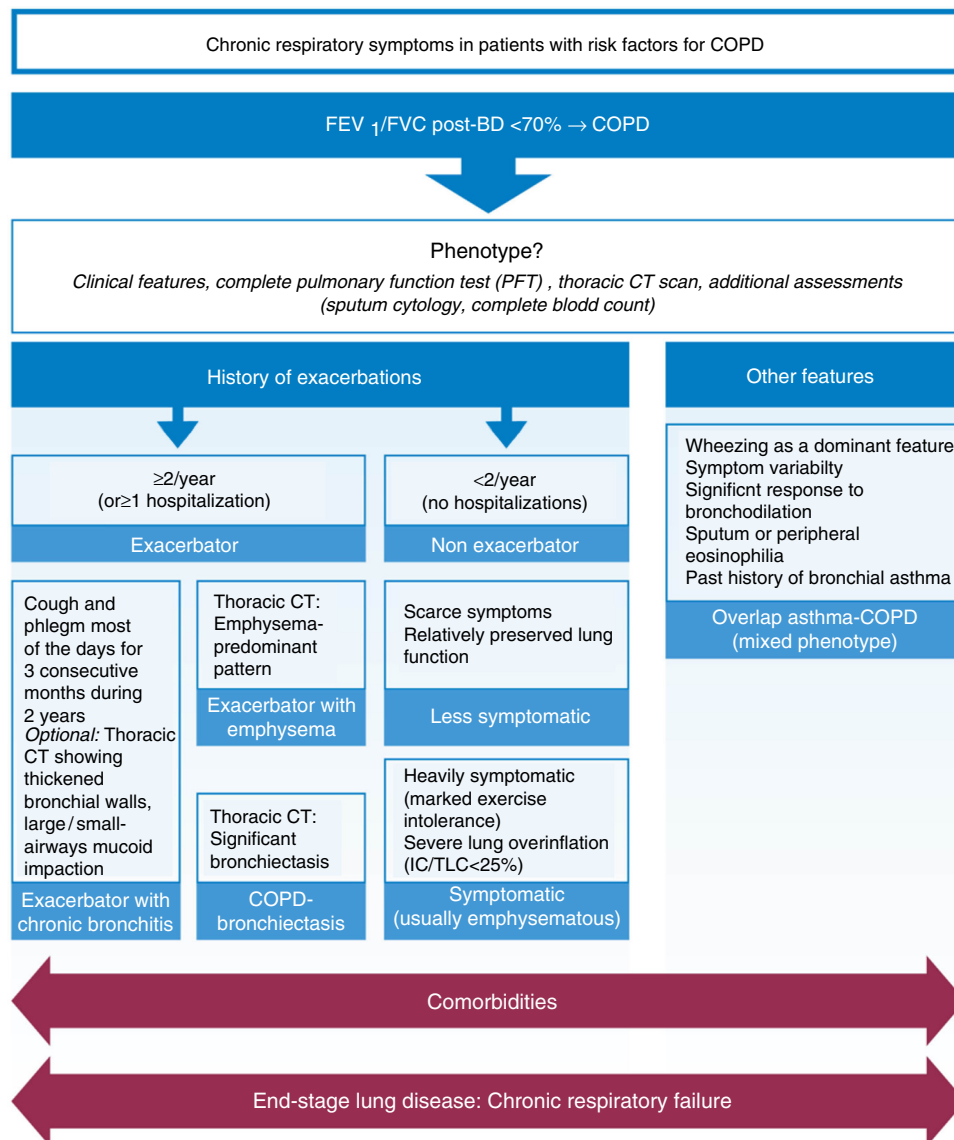 Chronic respiratory symptoms in patients with risk factors for COPD
FEV 1/FVC post-BD <70% → COPD
Phenotype?
Clinical features, complete pulmonary function test (PFT) , thoracic CT scan, additional assessments
(sputum cytology, complete blodd count)
History of exacerbations
≥2/year
(or≥1 hospitalization)
Exacerbator
<2/year
(no hospitalizations)
Non exacerbator
Cough and
phlegm most
of the days for
3 consecutive
months during
2 years
Optional: Thoracic
CT showing
thickened
bronchial walls,
large/small-
airways mucoid
impaction
Exacerbator with
chronic bronchitis
Thoracic CT:
Emphysema-
predominant
pattern
Exacerbator with
emphysema
Thoracic CT:
Significant
bronchiectasis
COPD-
bronchiectasis
Scarce symptoms
Relatively preserved lung
function
Less symptomatic
Heavily symptomatic
(marked exercise
intolerance)
Severe lung overinflation
(IC/TLC<25%)
Symptomatic
(usually emphysematous)
Other features
Wheezing as a dominant feature
Symptom variabilty
Significnt response to
bronchodilation
Sputum or peripheral
eosinophilia
Past history of bronchial asthma
Overlap asthma-COPD
(mixed phenotype)
Comorbidities
End-stage lung disease: Chronic respiratory failure